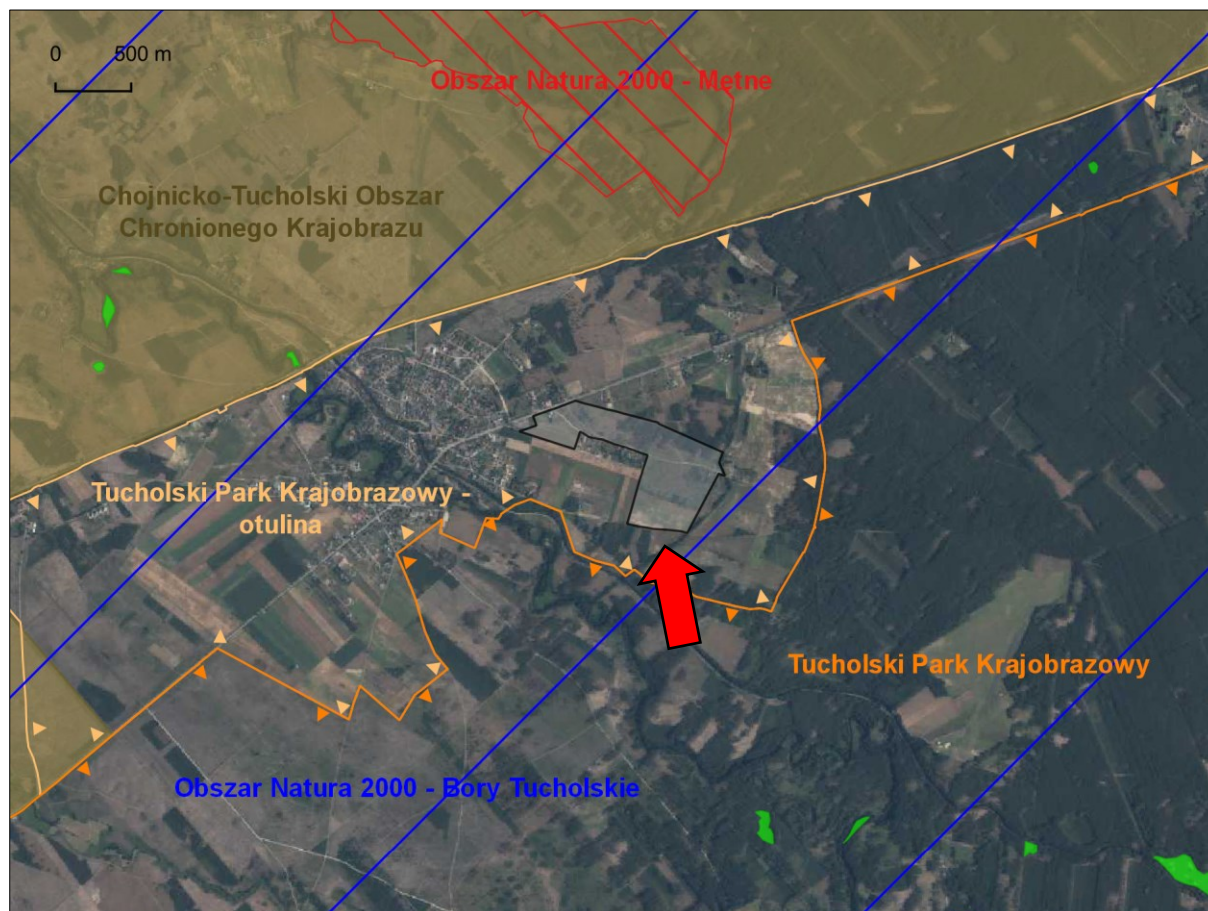 0 500 m
Obszar Natura 2000 - Mętne
Chojnicko-Tucholski Obszar
Chronionego Krajobrazu
Tucholski Park Krajobrazowy -
otulina
Tucholski Park Krajobrazowy
Obszar Natura 2000 - Bory Tucholskie